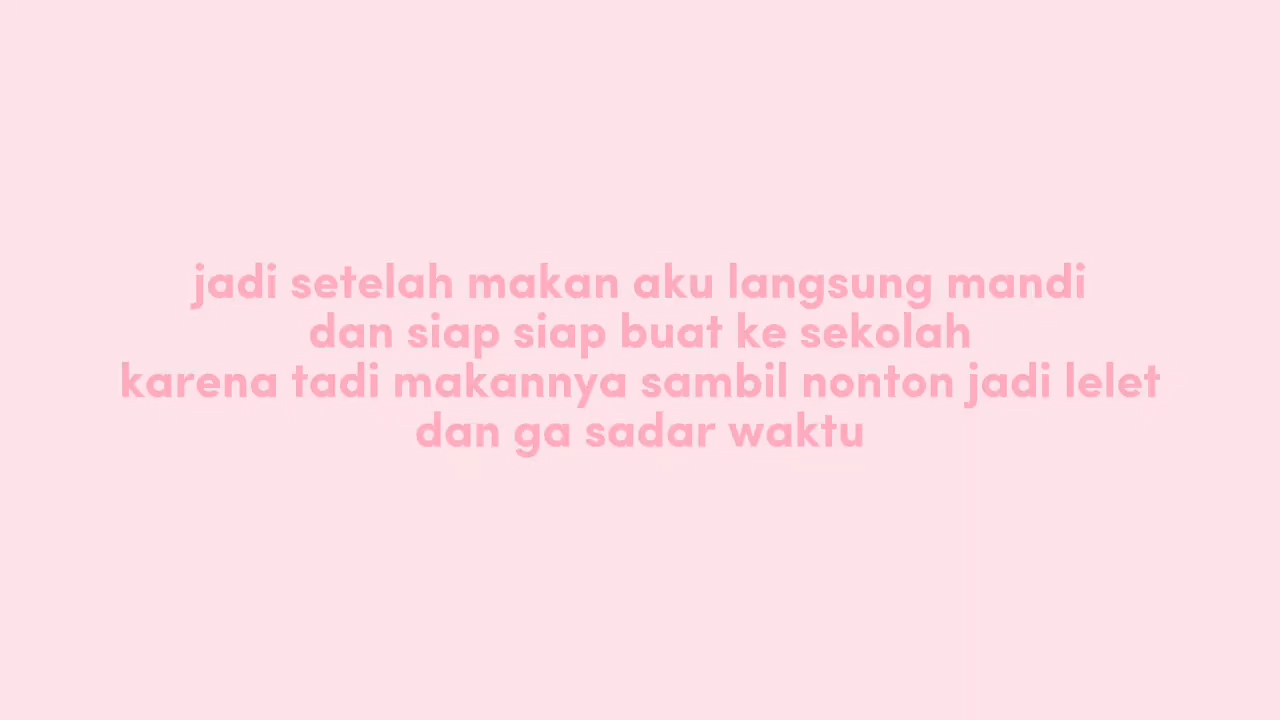 jadi setelah makan aku langsung mandi
dan siap siap buat ke sekolah
karena tadi makannya sambil nonton jadi lelet
dan ga sadar waktu